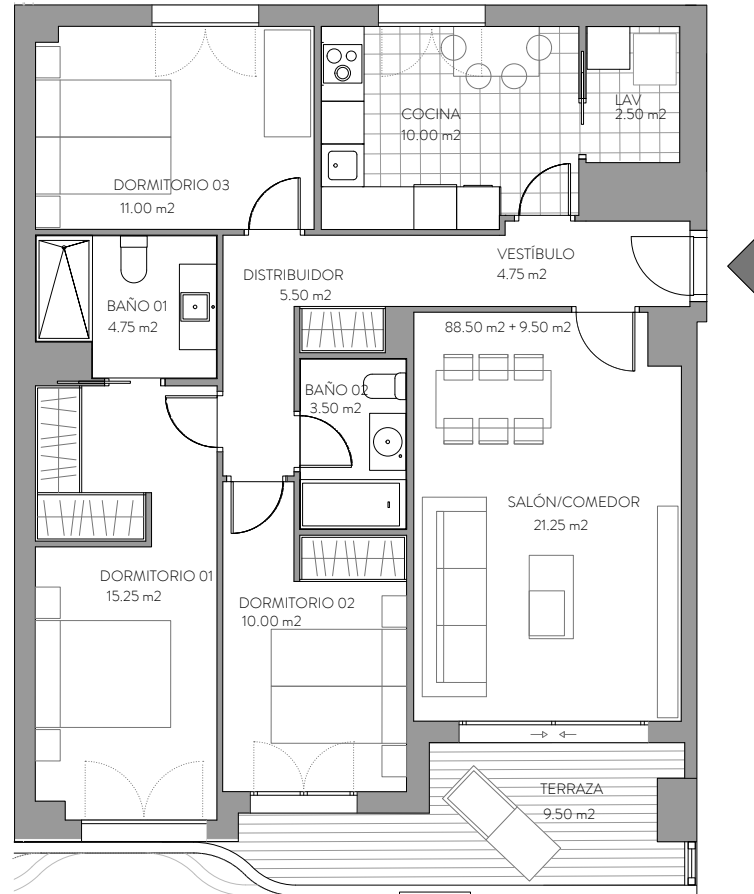 COCINA
10.00 m2
LAV
2.50 m2
DORMITORIO 03
11.00 m2
VESTÍBULO
4.75 m2
DISTRIBUIDOR
5.50 m2
BAÑO 01
4.75 m2
88.50 m2 + 9.50 m2
BAÑO 02
3.50 m2
SALÓN/COMEDOR
21.25 m2
DORMITORIO 01
15.25 m2
DORMITORIO 02
10.00 m2
TERRAZA
9.50 m2